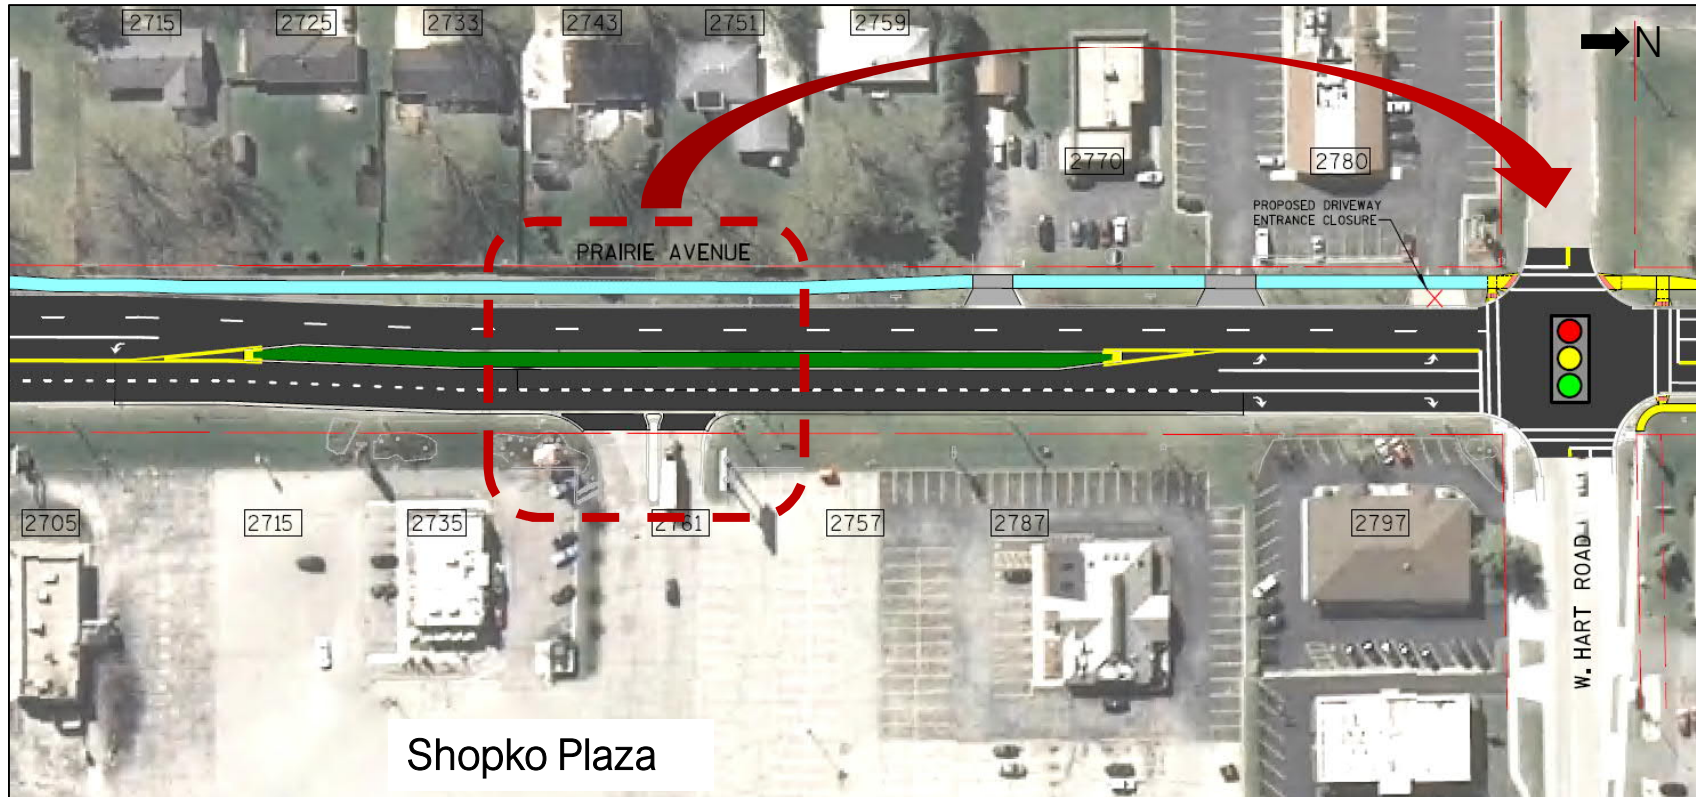 2715
2725
2733
2743
2751
2759
N
2770
2780
PROPOSED DRIVEWAY
ENTRANCE CLOSURE
PRAIRIE AVENUE
2705
2715
2735
2761
2757
2787
2797
W. HART ROAD
Shopko Plaza